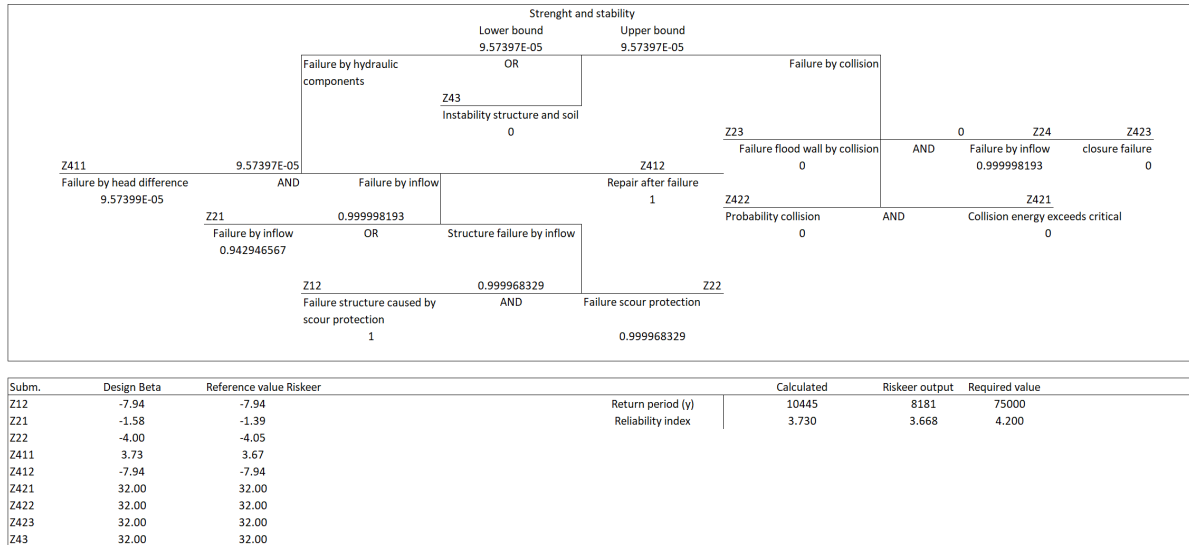 Strenght and stability
Lower bound Upper bound
9.57397E-05 9.57397E-05
Failure by hydraulic components OR Failure by collision
Z43
Instability structure and soil
0
Z23 0 Z24 Z423
Failure flood wall by collision AND Failure by inflow closure failure
0 0.999998193 0
Z411 9.57397E-05 Z412
Failure by head difference AND Failure by inflow Repair after failure
9.57399E-05 1
Z422 Z421
Probability collision AND Collision energy exceeds critical
0 0
Z21 0.999998193
Failure by inflow OR Structure failure by inflow
0.942946567
Z12 0.999968329 Z22
Failure structure caused by AND Failure scour protection
scour protection
1 0.999968329
Subm. Design Beta Reference value Riskeer
Z12 -7.94 -7.94
Z21 -1.58 -1.39
Z22 -4.00 -4.05
Z411 3.73 3.67
Z412 -7.94 -7.94
Z421 32.00 32.00
Z422 32.00 32.00
Z423 32.00 32.00
Z43 32.00 32.00
Calculated Riskeer output Required value
Return period (y) 10445 8181 75000
Reliability index 3.730 3.668 4.200